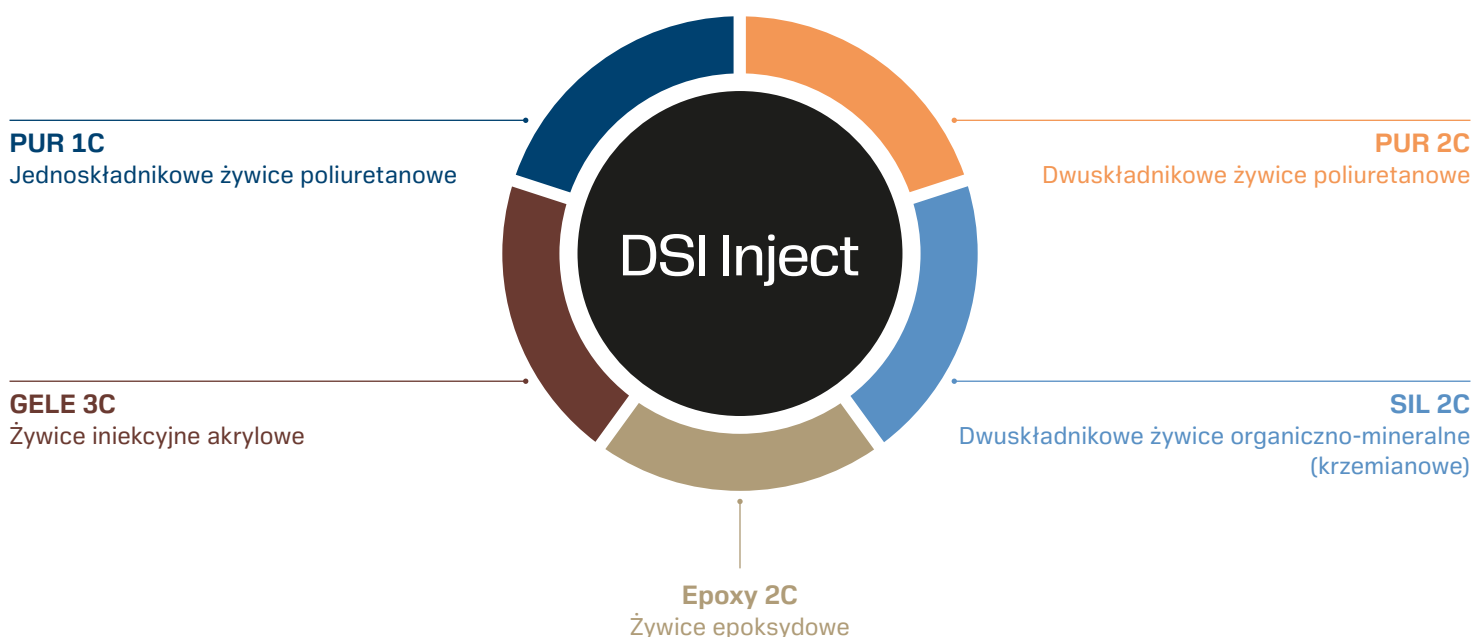 PUR 1C
Jednoskładnikowe żywice poliuretanowe
PUR 2C
Dwuskładnikowe żywice poliuretanowe
DSI Inject
GELE 3C
Żywice iniekcyjne akrylowe
SIL 2C
Dwuskładnikowe żywice organiczno-mineralne
(krzemianowe)
Epoxy 2C
Żywice epoksydowe